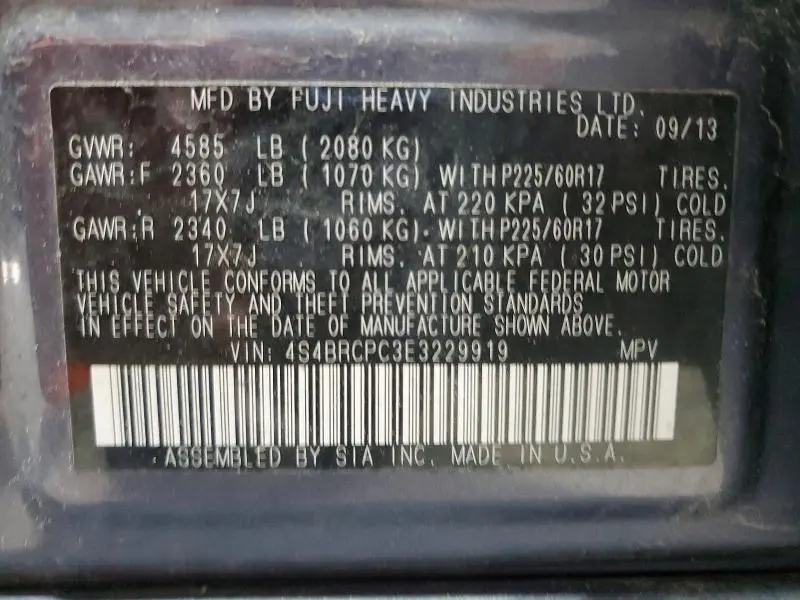 MFD BY FUJI HEAVY INDUSTRIES LTD.
DATE: 09/13
GVWR: 4585 LB ( 2080 KG)
GAWR:F 2360 LB ( 1070 KG) WITH P225/60R17 TIRES.
17X7J RIMS. AT 220 KPA ( 32 PSI) COLD
GAWR:R 2340 LB ( 1060 KG) WITH P225/60R17 TIRES.
17X7J RIMS. AT 210 KPA ( 30 PSI) COLD
THIS VEHICLE CONFORMS TO ALL APPLICABLE FEDERAL MOTOR
VEHICLE SAFETY AND THEFT PREVENTION STANDARDS
IN EFFECT ON THE DATE OF MANUFACTURE SHOWN ABOVE.
VIN: 4S4BRCPC3E3229919 MPV
ASSEMBLED BY SIA INC. MADE IN U.S.A.